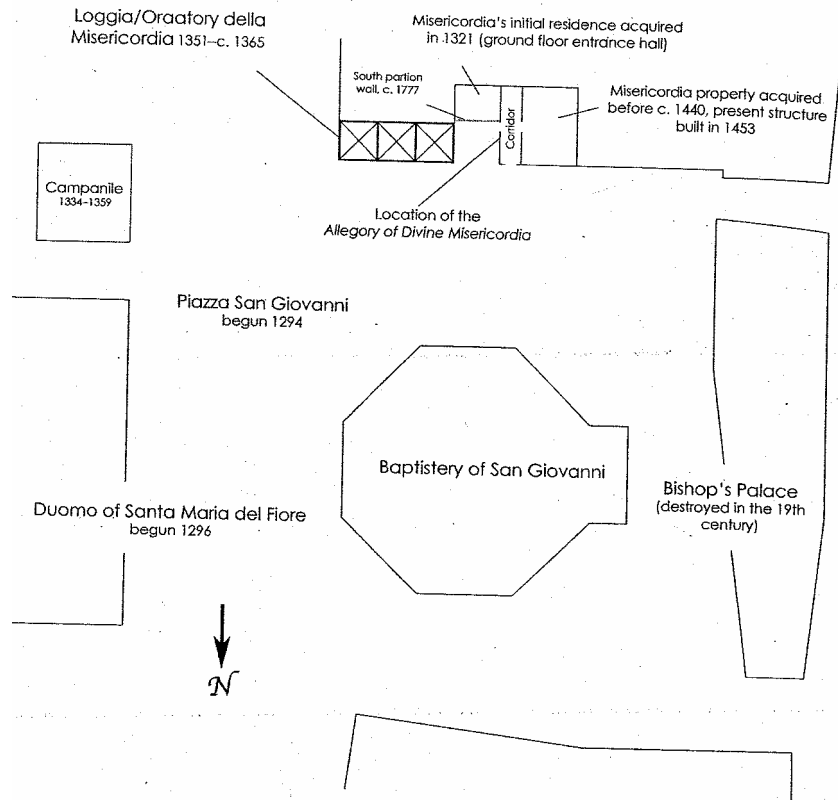 Loggia/Oraatory della
Misericordia 1351–c. 1365
Misericordia's initial residence acquired
in 1321 (ground floor entrance hall)
South partion
wall, c. 1777
Corridor
Misericordia property acquired
before c. 1440, present structure
built in 1453
Campanile
1334–1359
Location of the
Allegory of Divine Misericordia
Piazza San Giovanni
begun 1294
Baptistery of San Giovanni
Bishop's Palace
(destroyed in the 19th
century)
Duomo of Santa Maria del Fiore
begun 1296
N